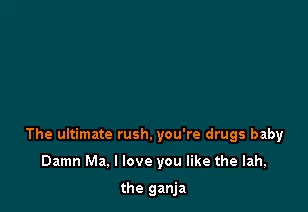 The ultimate rush, you're drugs baby
Damn Ma, I love you like the lah,
the ganja